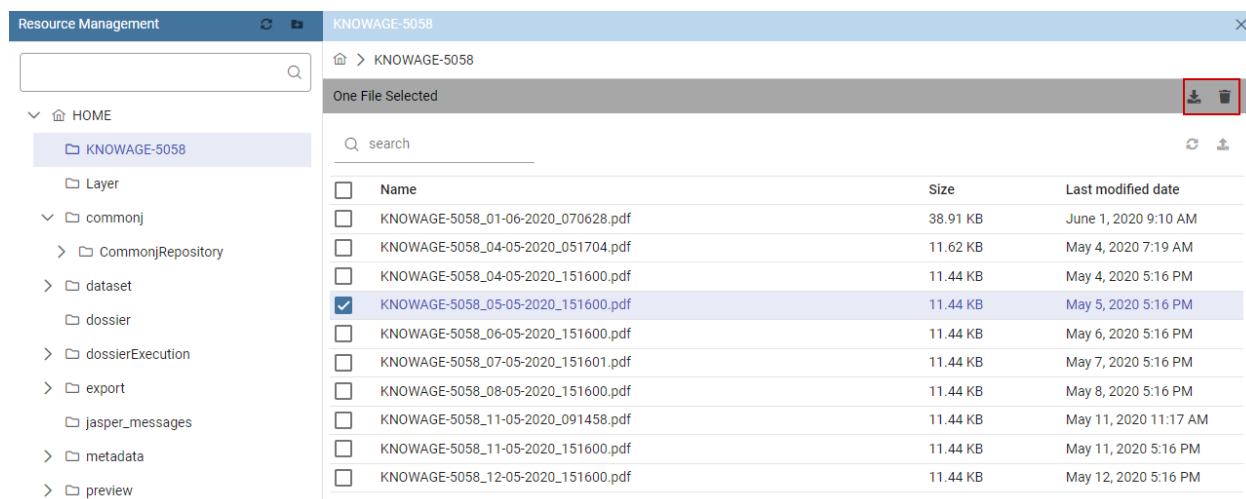 Resource Management
KNOWAGE-5058
KNOWAGE-5058
One File Selected
HOME
KNOWAGE-5058
Layer
commonj
CommonjRepository
dataset
dossier
dossierExecution
export
jasper_messages
metadata
preview
search
Name Size Last modified date
KNOWAGE-5058_01-06-2020_070628.pdf 38.91 KB June 1, 2020 9:10 AM
KNOWAGE-5058_04-05-2020_051704.pdf 11.62 KB May 4, 2020 7:19 AM
KNOWAGE-5058_04-05-2020_151600.pdf 11.44 KB May 4, 2020 5:16 PM
KNOWAGE-5058_05-05-2020_151600.pdf 11.44 KB May 5, 2020 5:16 PM
KNOWAGE-5058_06-05-2020_151600.pdf 11.44 KB May 6, 2020 5:16 PM
KNOWAGE-5058_07-05-2020_151601.pdf 11.44 KB May 7, 2020 5:16 PM
KNOWAGE-5058_08-05-2020_151600.pdf 11.44 KB May 8, 2020 5:16 PM
KNOWAGE-5058_11-05-2020_091458.pdf 11.44 KB May 11, 2020 11:17 AM
KNOWAGE-5058_11-05-2020_151600.pdf 11.44 KB May 11, 2020 5:16 PM
KNOWAGE-5058_12-05-2020_151600.pdf 11.44 KB May 12, 2020 5:16 PM